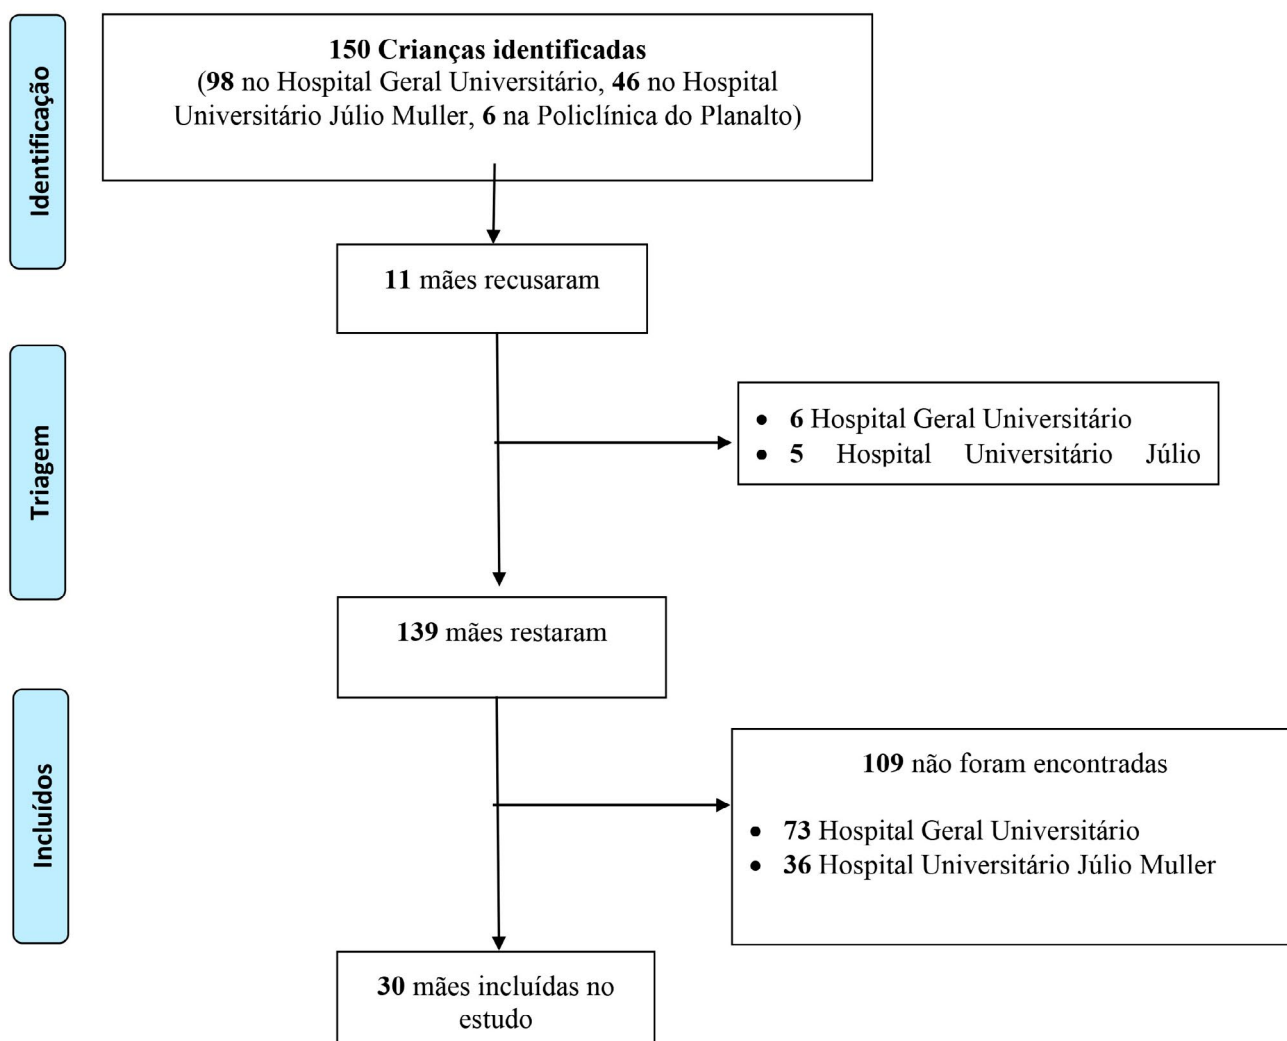 Identificação
150 Crianças identificadas
(98 no Hospital Geral Universitário, 46 no Hospital
Universitário Júlio Muller, 6 na Policlínica do Planalto)
11 mães recusaram
Triagem
• 6 Hospital Geral Universitário
• 5 Hospital Universitário Júlio
139 mães restaram
Incluídos
109 não foram encontradas
• 73 Hospital Geral Universitário
• 36 Hospital Universitário Júlio Muller
30 mães incluídas no
estudo